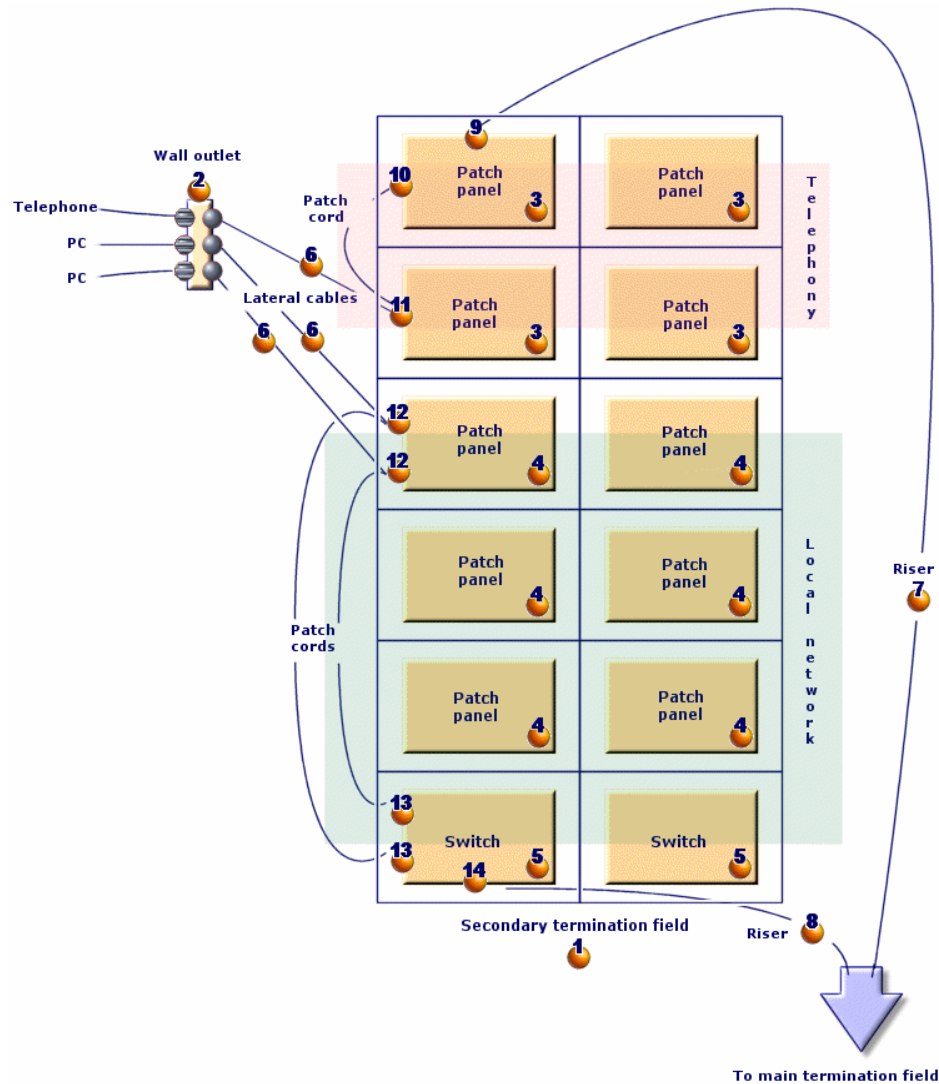 Wall outlet
2
Telephone
PC
PC
6
Lateral cables
6
6
Patch
cord
9
10
Patch
panel
3
Patch
panel
3
11
Patch
panel
3
Patch
panel
3
Telephony
12
12
Patch
panel
4
Patch
panel
4
Patch
panel
4
Patch
panel
4
Patch
panel
4
Patch
panel
4
Local network
Patch
cords
13
13
Switch
5
14
Switch
5
Riser
7
Secondary termination field
1
Riser
8
To main termination field